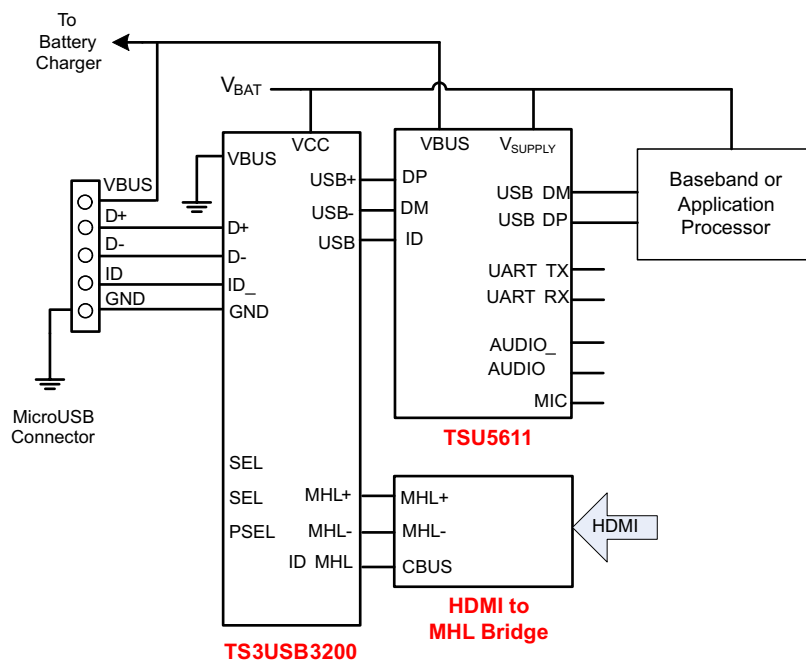 To
Battery
Charger
VBAT
VBUS
D+
D-
ID
GND
MicroUSB
Connector
VBUS
VCC
D+
D-
ID_
GND
SEL
SEL
PSEL
USB+
USB-
USB
MHL+
MHL-
ID MHL
TS3USB3200
VBUS
VSUPPLY
DP
DM
ID
USB DM
USB DP
UART TX
UART RX
AUDIO_
AUDIO
MIC
TSU5611
Baseband or
Application
Processor
MHL+
MHL-
CBUS
HDMI
HDMI to
MHL Bridge